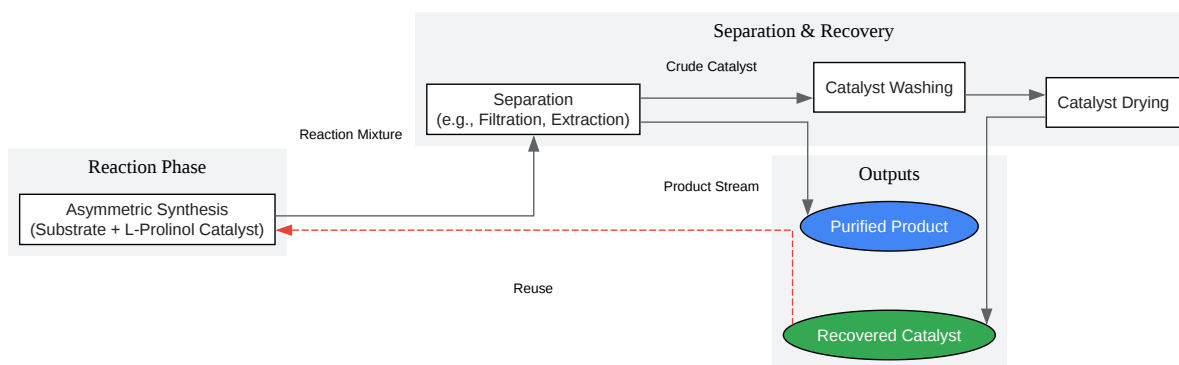 Separation & Recovery
Crude Catalyst
Catalyst Washing
Catalyst Drying
Separation
(e.g., Filtration, Extraction)
Reaction Mixture
Reaction Phase
Asymmetric Synthesis
(Substrate + L-Prolinol Catalyst)
Product Stream
Outputs
Purified Product
Reuse
Recovered Catalyst